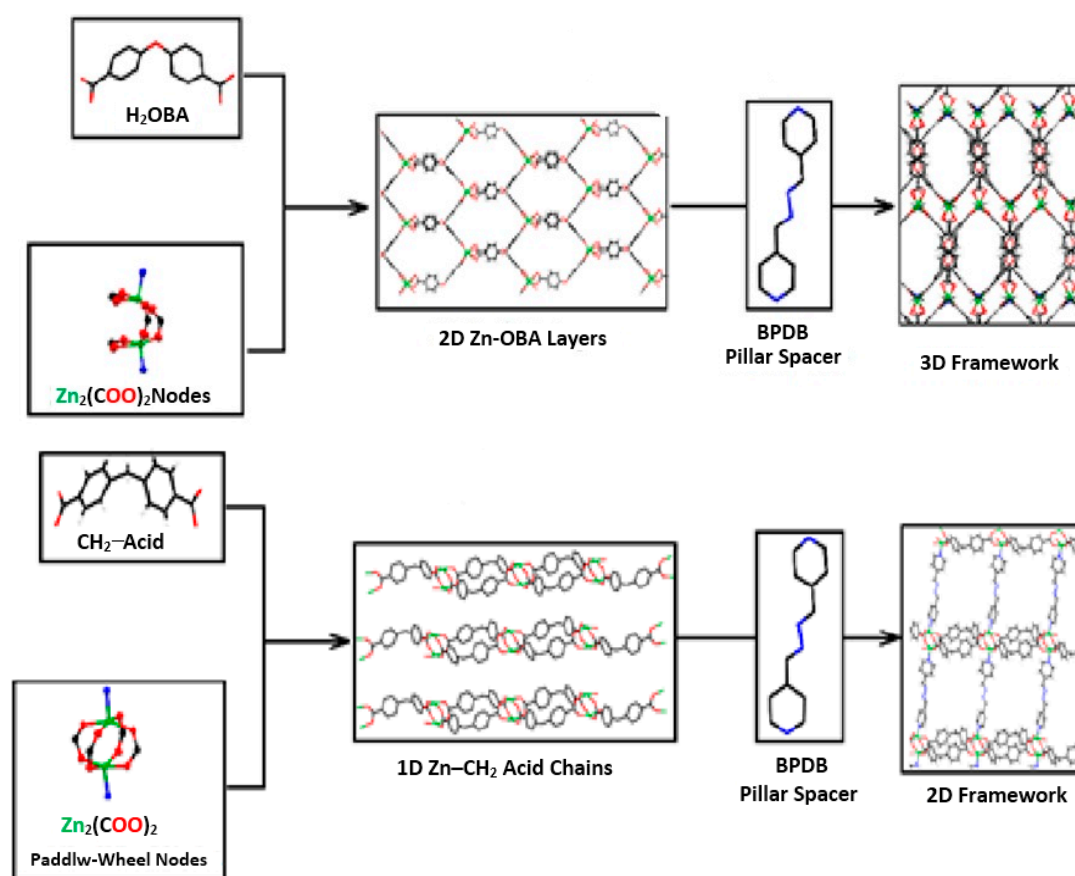 H₂OBA
Zn₂(COO)₂Nodes
2D Zn-OBA Layers
BPDB
Pillar Spacer
3D Framework
CH₂–Acid
Zn₂(COO)₂
Paddlw-Wheel Nodes
1D Zn–CH₂ Acid Chains
BPDB
Pillar Spacer
2D Framework